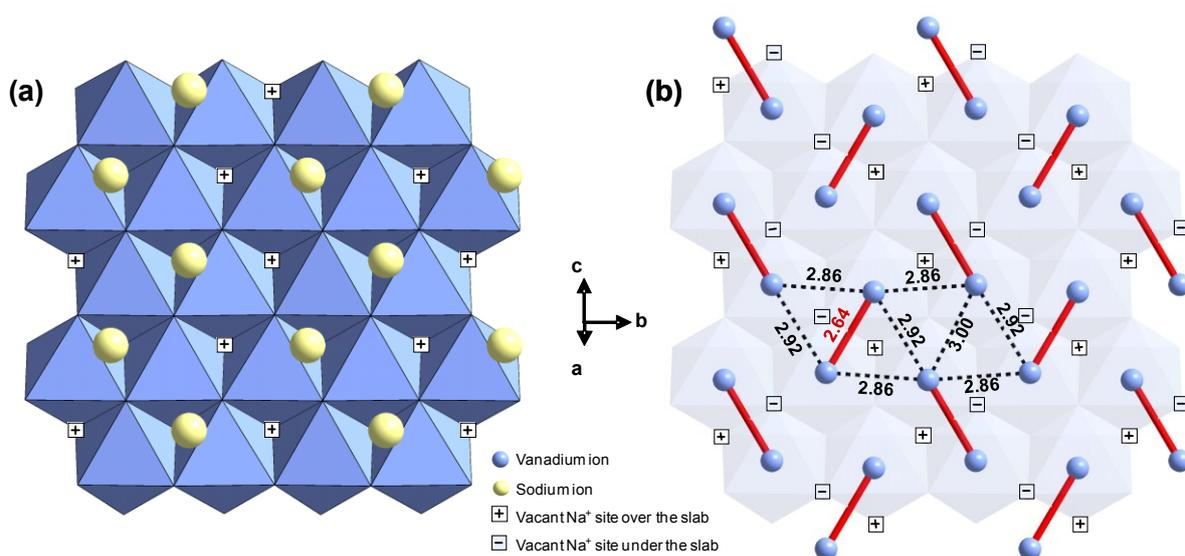 (a)
(b)
c
b
a
2.86
2.86
2.92
2.64
2.92
3.00
2.92
2.86
2.86
Vanadium ion
Sodium ion
+ Vacant Na⁺ site over the slab
− Vacant Na⁺ site under the slab